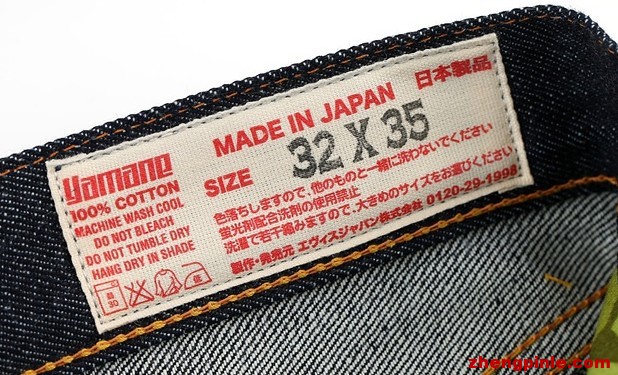 MADE IN JAPAN 日本製品
yamane
100% COTTON
MACHINE WASH COOL
DO NOT BLEACH
DO NOT TUMBLE DRY
HANG DRY IN SHADE
SIZE 32 X 35
色落ちしますので、他のものと一緒に洗わないでください
蛍光剤配合洗剤の使用禁止
洗濯で若干縮みますので、大きめのサイズをお選びください
製作・発売元 エヴィスジャパン株式会社 0120-29-1998
zhengpinle.com